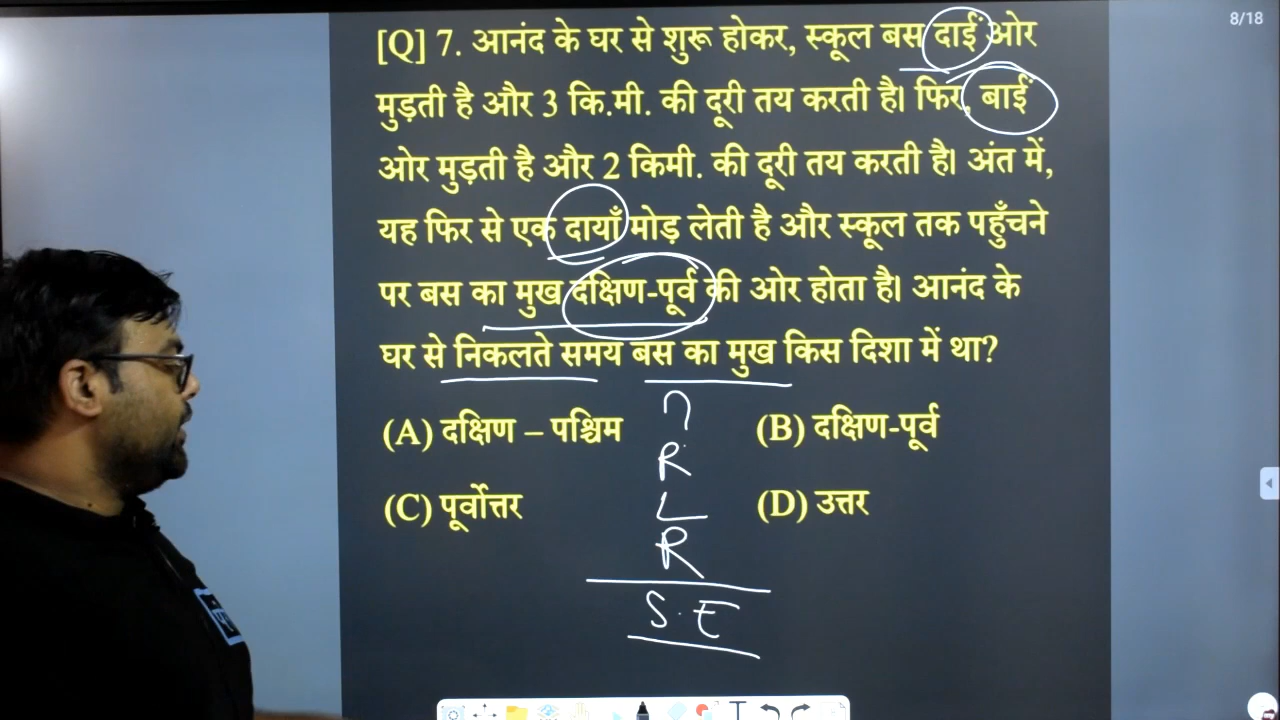 8/18
[Q] 7. आनंद के घर से शुरू होकर, स्कूल बस दाईं ओर
मुड़ती है और 3 कि.मी. की दूरी तय करती है। फिर, बाईं
ओर मुड़ती है और 2 किमी. की दूरी तय करती है। अंत में,
यह फिर से एक दायाँ मोड़ लेती है और स्कूल तक पहुँचने
पर बस का मुख दक्षिण-पूर्व की ओर होता है। आनंद के
घर से निकलते समय बस का मुख किस दिशा में था?
(A) दक्षिण – पश्चिम (B) दक्षिण-पूर्व
(C) पूर्वोत्तर (D) उत्तर
?
R
L
R
S.E